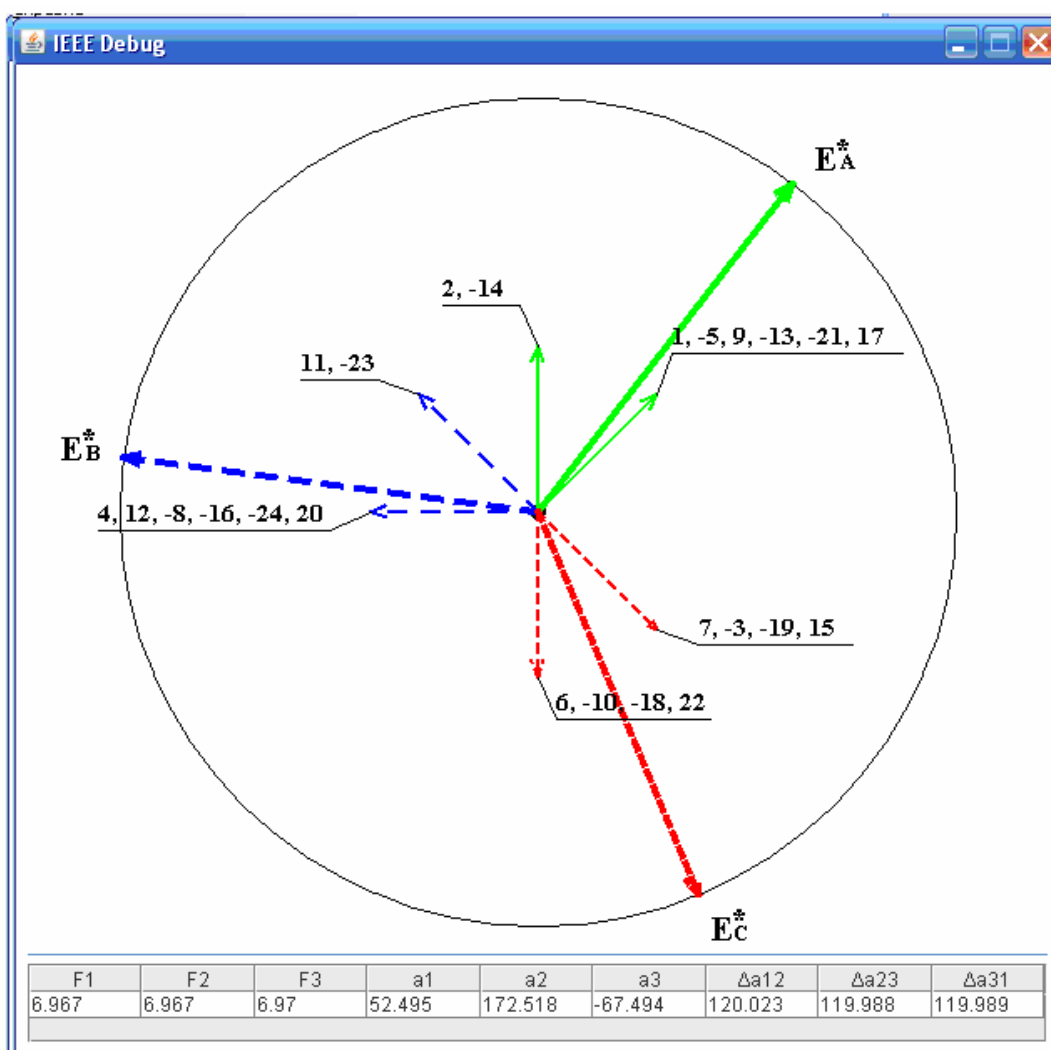 IEEE Debug
E*A
2, -14
1, -5, 9, -13, -21, 17
11, -23
E*B
4, 12, -8, -16, -24, 20
7, -3, -19, 15
6, -10, -18, 22
E*C
F1 F2 F3 a1 a2 a3 Δa12 Δa23 Δa31
6.967 6.967 6.97 52.495 172.518 -67.494 120.023 119.988 119.989